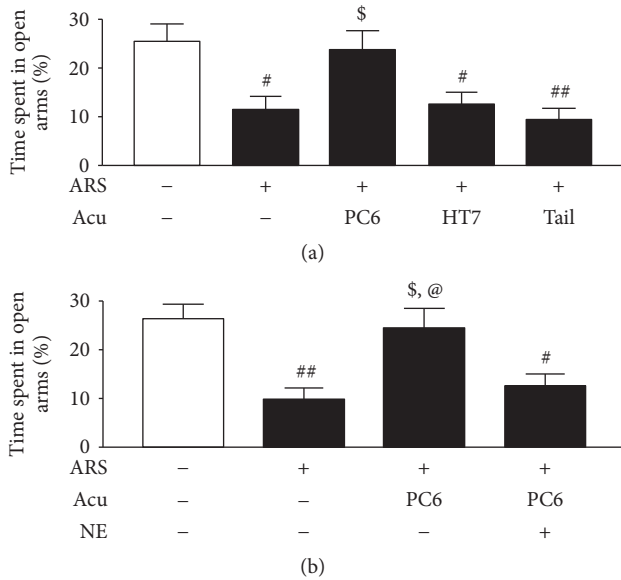 Time spent in open
arms (%)
30
20
10
0
#
$
#
##
ARS − + + + +
Acu − − PC6 HT7 Tail
(a)
Time spent in open
arms (%)
30
20
10
0
##
$, @
#
ARS − + + +
Acu − − PC6 PC6
NE − − − +
(b)